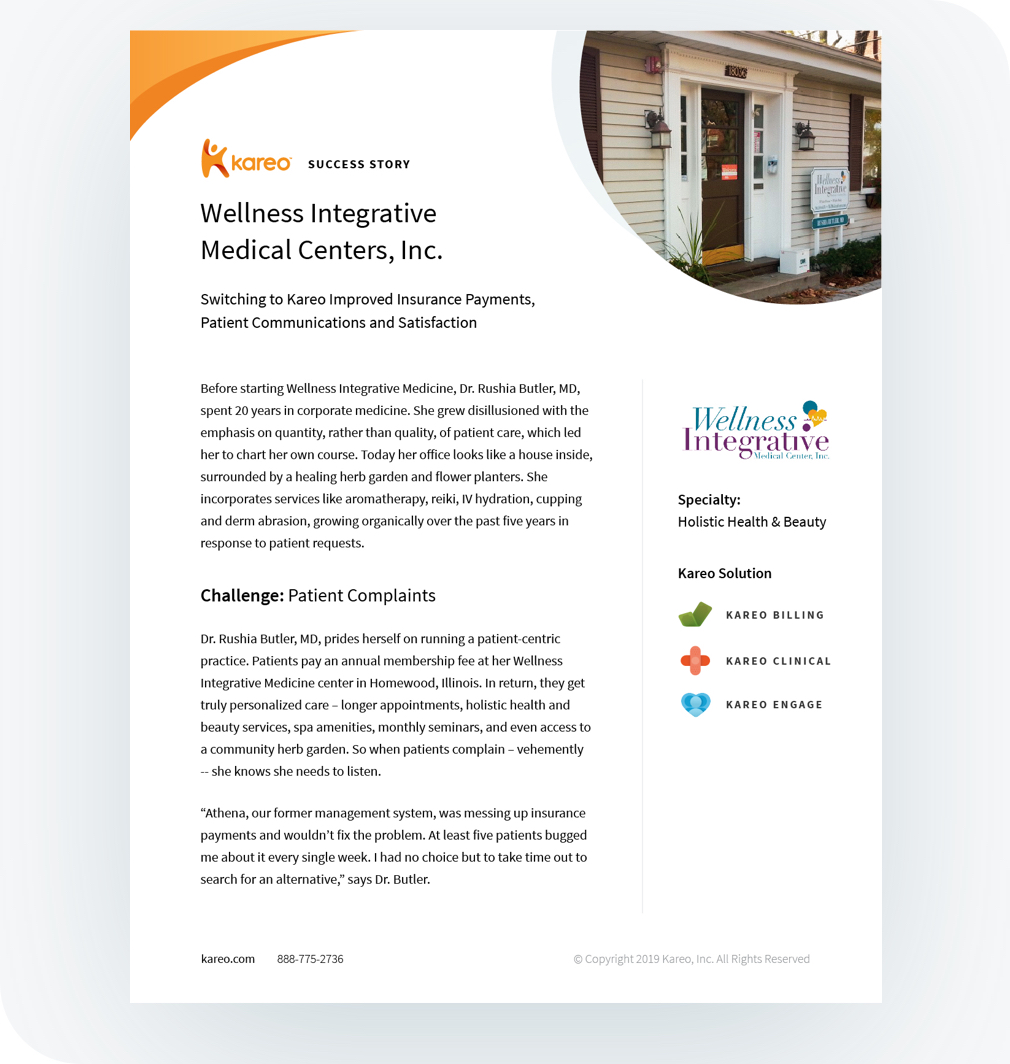 18036
Wellness
Integrative
kareo
SUCCESS STORY
Wellness Integrative
Medical Centers, Inc.
Switching to Kareo Improved Insurance Payments,
Patient Communications and Satisfaction
Before starting Wellness Integrative Medicine, Dr. Rushia Butler, MD,
spent 20 years in corporate medicine. She grew disillusioned with the
emphasis on quantity, rather than quality, of patient care, which led
her to chart her own course. Today her office looks like a house inside,
surrounded by a healing herb garden and flower planters. She
incorporates services like aromatherapy, reiki, IV hydration, cupping
and derm abrasion, growing organically over the past five years in
response to patient requests.
Challenge: Patient Complaints
Dr. Rushia Butler, MD, prides herself on running a patient-centric
practice. Patients pay an annual membership fee at her Wellness
Integrative Medicine center in Homewood, Illinois. In return, they get
truly personalized care – longer appointments, holistic health and
beauty services, spa amenities, monthly seminars, and even access to
a community herb garden. So when patients complain – vehemently
-- she knows she needs to listen.
“Athena, our former management system, was messing up insurance
payments and wouldn’t fix the problem. At least five patients bugged
me about it every single week. I had no choice but to take time out to
search for an alternative,” says Dr. Butler.
Wellness
Integrative
Medical Center, Inc.
Specialty:
Holistic Health & Beauty
Kareo Solution
KAREO BILLING
KAREO CLINICAL
KAREO ENGAGE
kareo.com 888-775-2736
© Copyright 2019 Kareo, Inc. All Rights Reserved